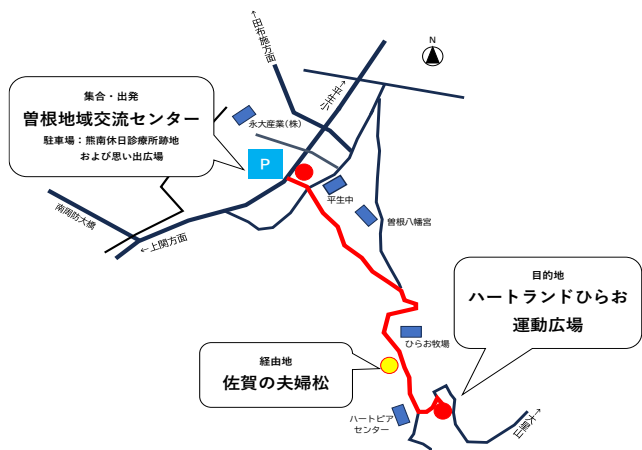 ←田布施方面
N
集合・出発
曽根地域交流センター
駐車場：熊南休日診療所跡地
および思い出広場
永大産業(株)
←平生小
P
平生中
曽根八幡宮
南周防大橋
←上関方面
目的地
ハートランドひらお
運動広場
ひらお牧場
経由地
佐賀の夫婦松
ハートピア
センター
←大星山